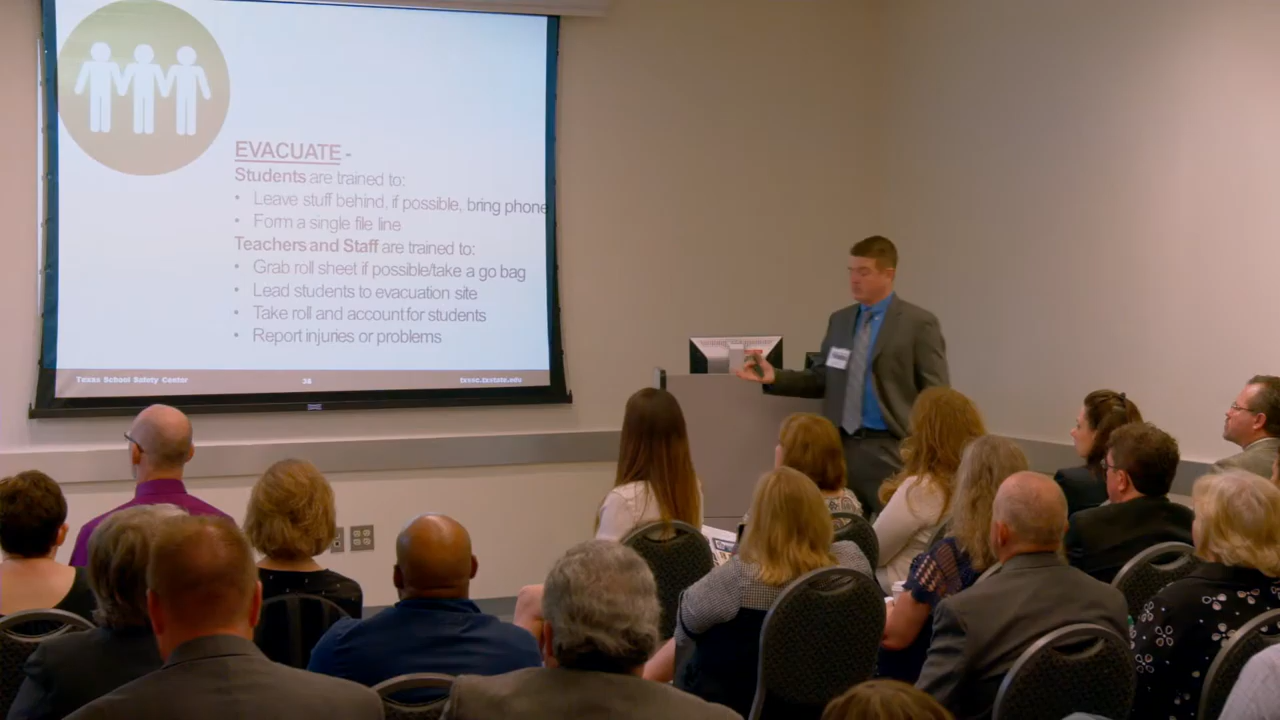 EVACUATE -
Students are trained to:
• Leave stuff behind, if possible, bring phone
• Form a single file line
Teachers and Staff are trained to:
• Grab roll sheet if possible/take a go bag
• Lead students to evacuation site
• Take roll and account for students
• Report injuries or problems
Texas School Safety Center 38 txssc.txstate.edu